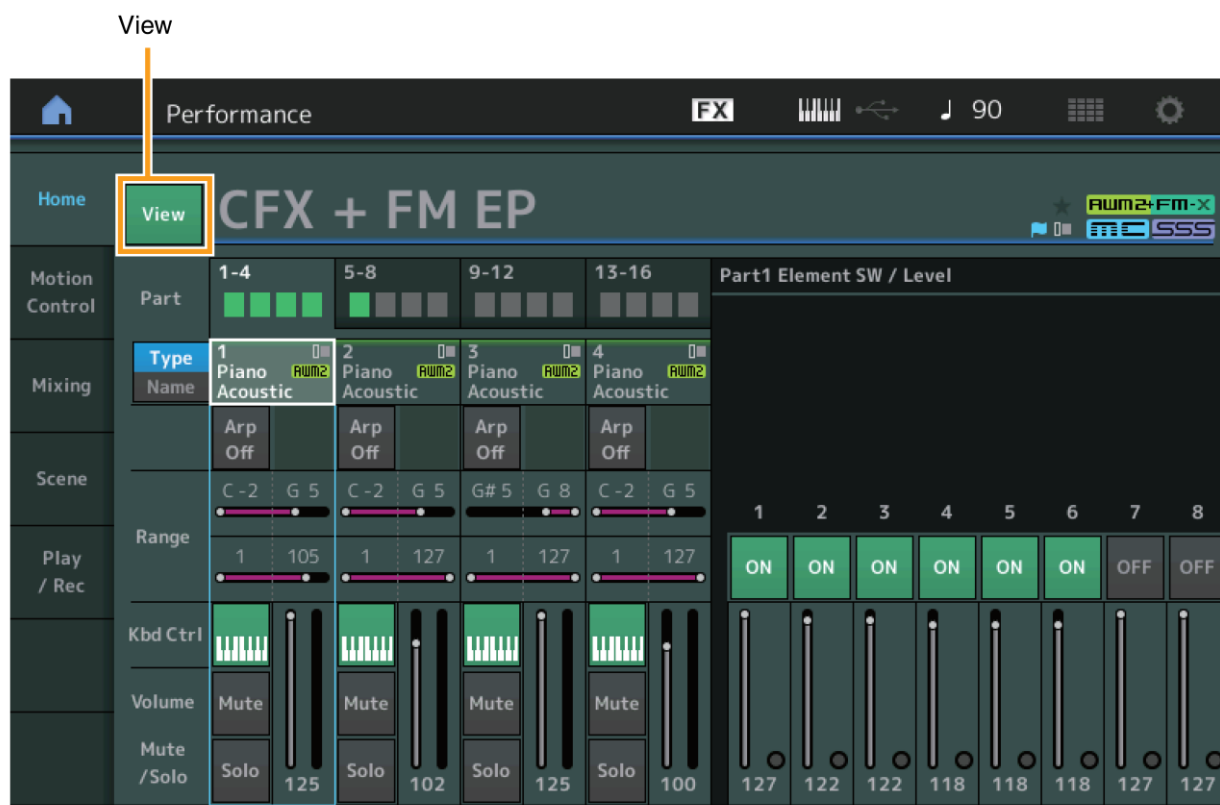 View
Performance
FX
90
Home
View
CFX + FM EP
AWM2+FM-X
MC SSS
Motion
Control
Part
1-4
5-8
9-12
13-16
Part1 Element SW / Level
Type
Name
1
Piano AWM2
Acoustic
2
Piano AWM2
Acoustic
3
Piano AWM2
Acoustic
4
Piano AWM2
Acoustic
Mixing
Arp
Off
Arp
Off
Arp
Off
Arp
Off
Scene
Range
C -2 G 5 C -2 G 5 G# 5 G 8 C -2 G 5
1 105 1 127 1 127 1 127
1 2 3 4 5 6 7 8
ON ON ON ON ON ON OFF OFF
Play
/ Rec
Kbd Ctrl
Volume
Mute Mute Mute Mute
Mute
/Solo
Solo 125 Solo 102 Solo 125 Solo 100
127 122 122 118 118 118 127 127